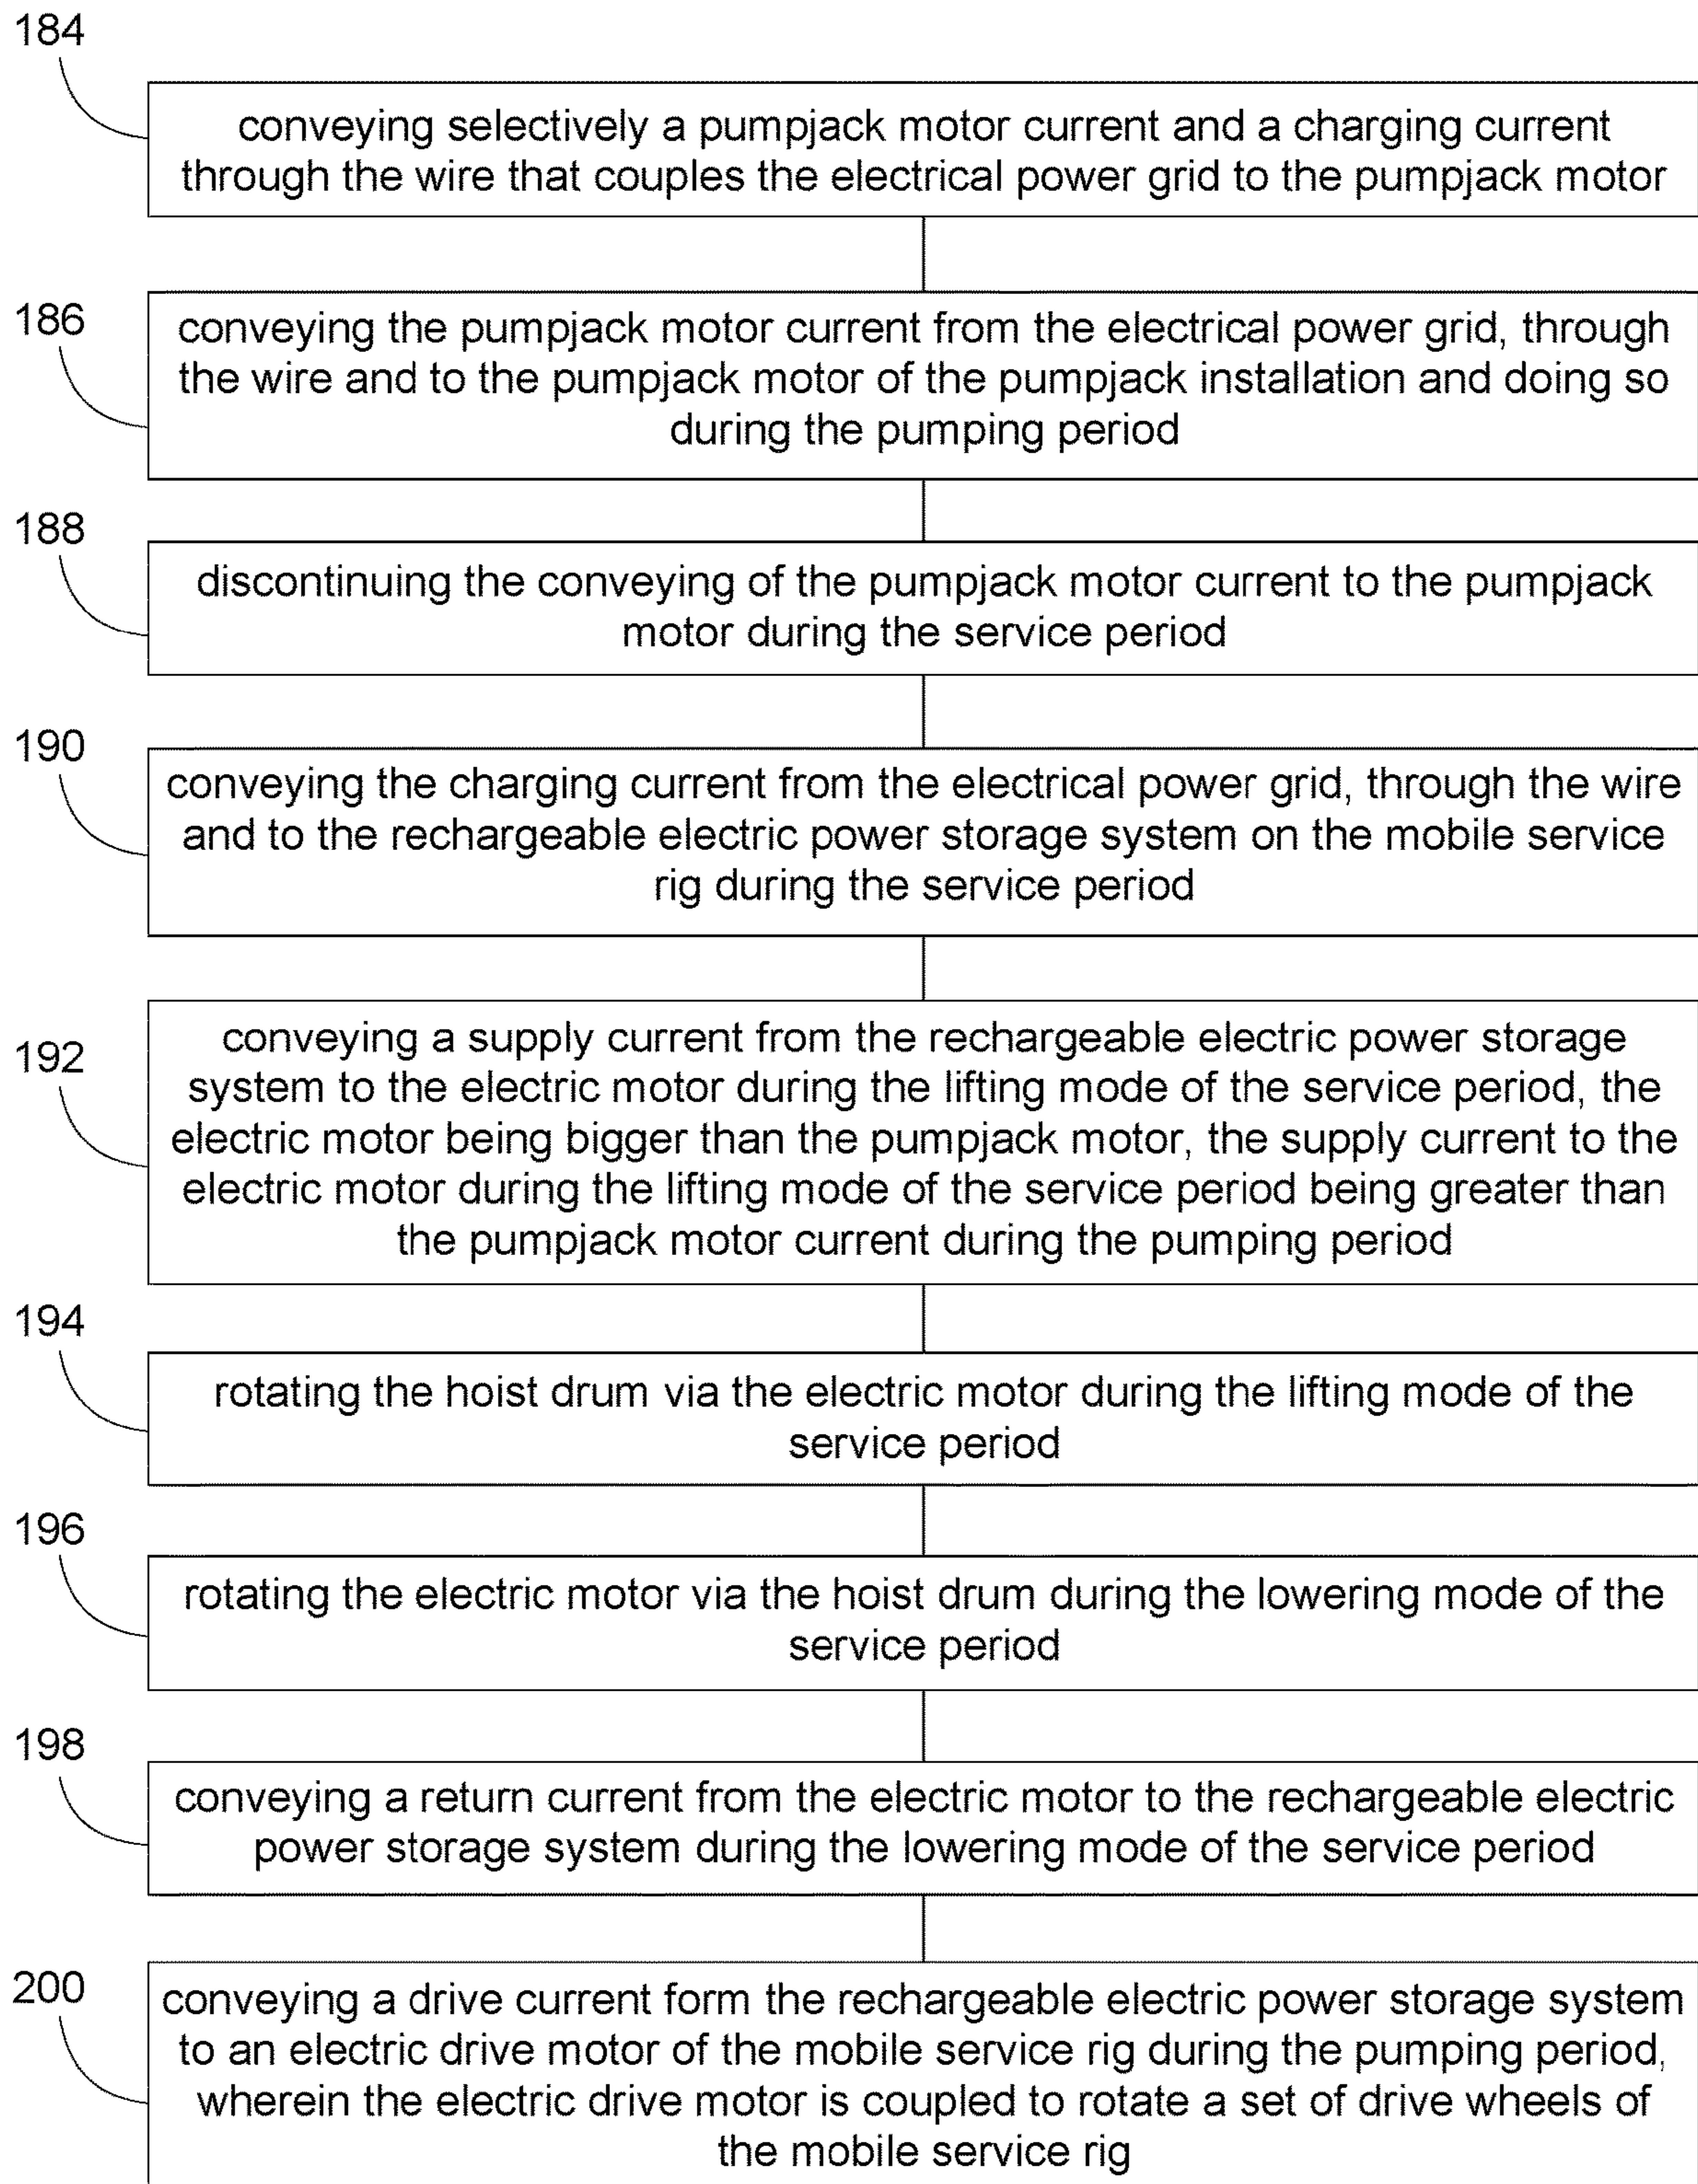 184
conveying selectively a pumpjack motor current and a charging current
through the wire that couples the electrical power grid to the pumpjack motor
186
conveying the pumpjack motor current from the electrical power grid, through
the wire and to the pumpjack motor of the pumpjack installation and doing so
during the pumping period
188
discontinuing the conveying of the pumpjack motor current to the pumpjack
motor during the service period
190
conveying the charging current from the electrical power grid, through the wire
and to the rechargeable electric power storage system on the mobile service
rig during the service period
192
conveying a supply current from the rechargeable electric power storage
system to the electric motor during the lifting mode of the service period, the
electric motor being bigger than the pumpjack motor, the supply current to the
electric motor during the lifting mode of the service period being greater than
the pumpjack motor current during the pumping period
194
rotating the hoist drum via the electric motor during the lifting mode of the
service period
196
rotating the electric motor via the hoist drum during the lowering mode of the
service period
198
conveying a return current from the electric motor to the rechargeable electric
power storage system during the lowering mode of the service period
200
conveying a drive current form the rechargeable electric power storage system
to an electric drive motor of the mobile service rig during the pumping period,
wherein the electric drive motor is coupled to rotate a set of drive wheels of
the mobile service rig